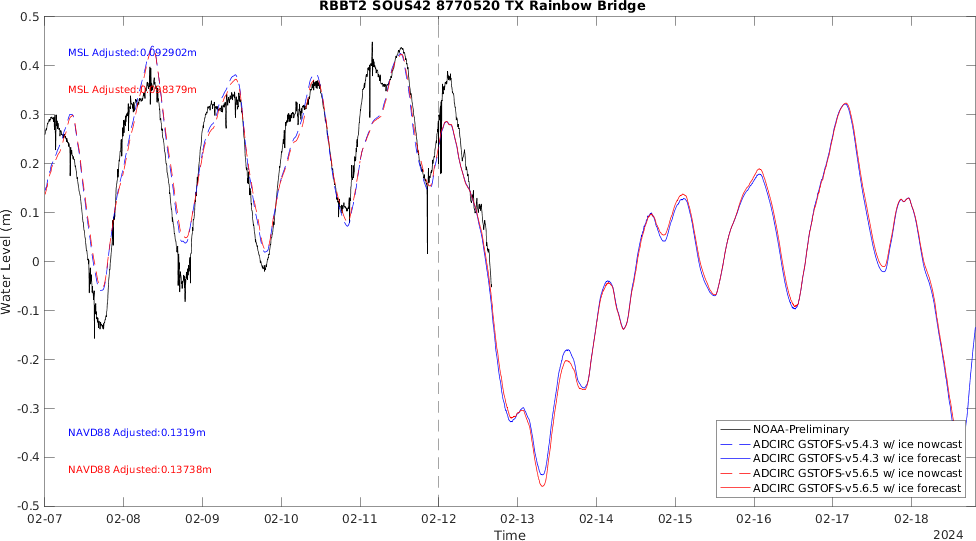 RBBT2 SOUS42 8770520 TX Rainbow Bridge
0.5
0.4
0.3
0.2
0.1
0
-0.1
-0.2
-0.3
-0.4
-0.5
Water Level (m)
MSL Adjusted:0.092902m
MSL Adjusted:0.098379m
NAVD88 Adjusted:0.1319m
NAVD88 Adjusted:0.13738m
NOAA-Preliminary
ADCIRC GSTOFS-v5.4.3 w/ ice nowcast
ADCIRC GSTOFS-v5.4.3 w/ ice forecast
ADCIRC GSTOFS-v5.6.5 w/ ice nowcast
ADCIRC GSTOFS-v5.6.5 w/ ice forecast
02-07 02-08 02-09 02-10 02-11 02-12 02-13 02-14 02-15 02-16 02-17 02-18
Time
2024